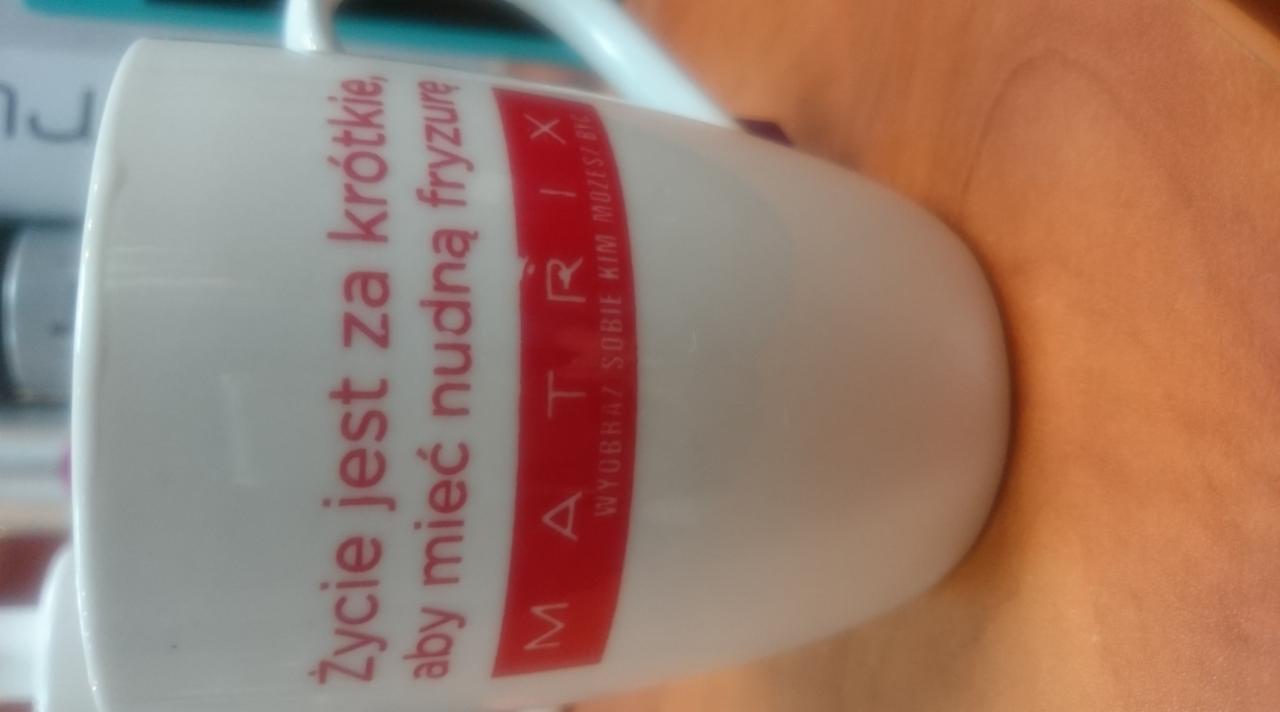 Życie jest za krótkie,
aby mieć nudną fryzurę
MATRIX
WYOBRAŹ SOBIE KIM MOŻESZ BYĆ